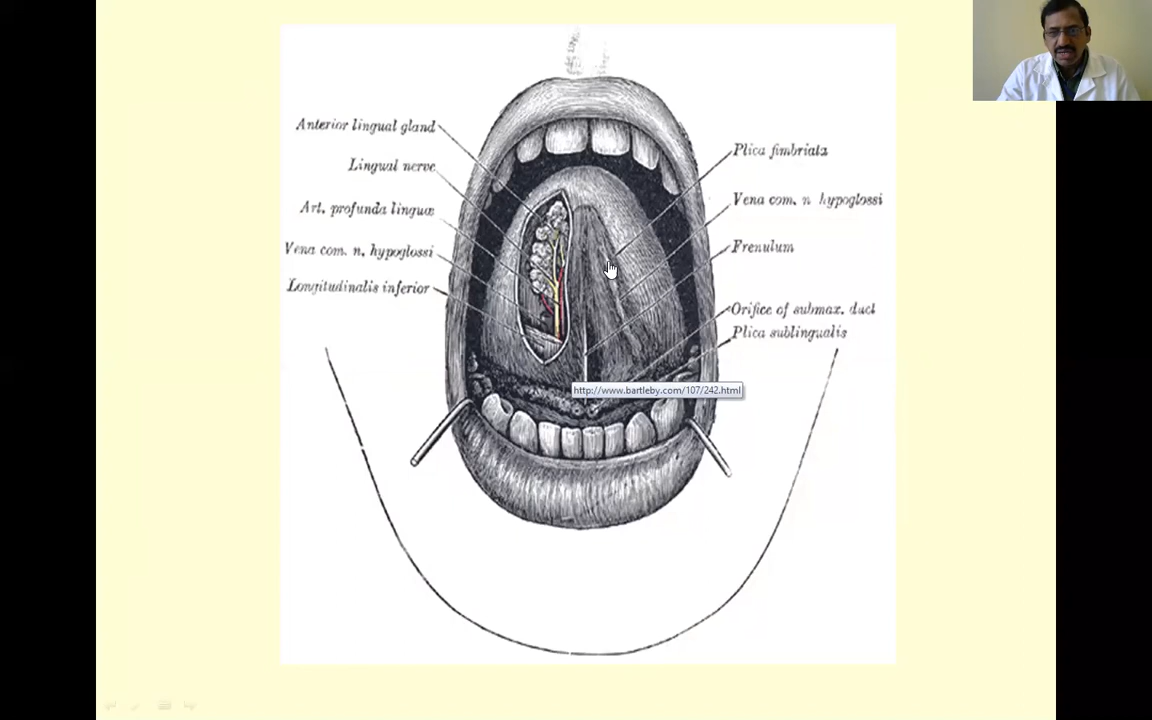 Anterior lingual gland
Lingual nerve
Art. profunda linguæ
Vena com. n. hypoglossi
Longitudinalis inferior
Plica fimbriata
Vena com. n hypoglossi
Frenulum
Orifice of submax. duct
Plica sublingualis
http://www.bartleby.com/107/242.html